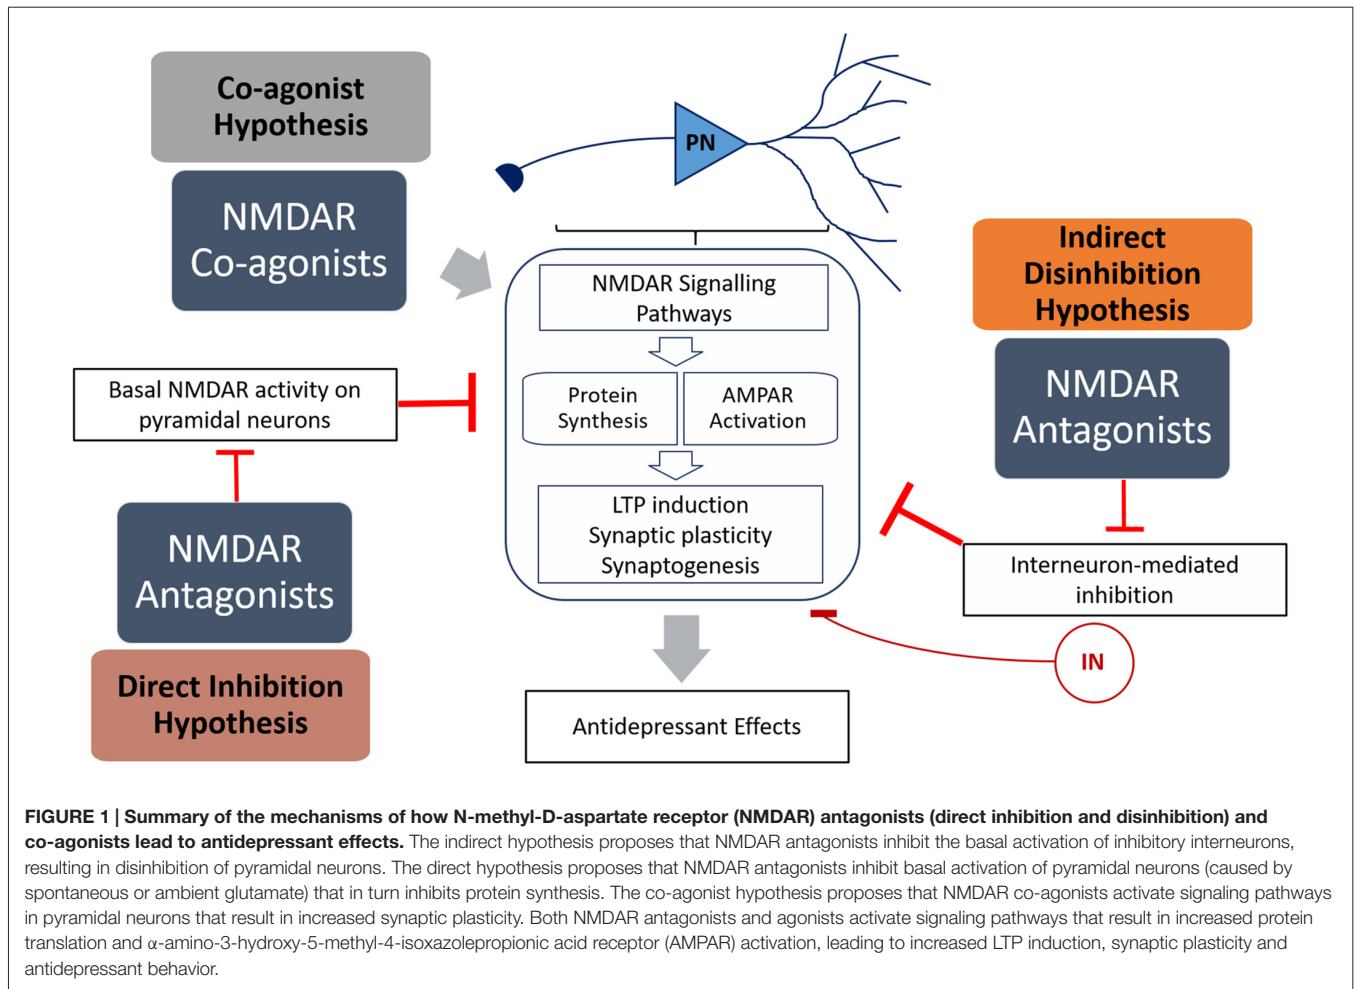 Co-agonist
Hypothesis
NMDAR
Co-agonists
PN
Indirect
Disinhibition
Hypothesis
NMDAR
Antagonists
NMDAR Signalling
Pathways
Protein
Synthesis
AMPAR
Activation
LTP induction
Synaptic plasticity
Synaptogenesis
Basal NMDAR activity on
pyramidal neurons
NMDAR
Antagonists
Direct Inhibition
Hypothesis
Interneuron-mediated
inhibition
IN
Antidepressant Effects
FIGURE 1 | Summary of the mechanisms of how N-methyl-D-aspartate receptor (NMDAR) antagonists (direct inhibition and disinhibition) and
co-agonists lead to antidepressant effects. The indirect hypothesis proposes that NMDAR antagonists inhibit the basal activation of inhibitory interneurons,
resulting in disinhibition of pyramidal neurons. The direct hypothesis proposes that NMDAR antagonists inhibit basal activation of pyramidal neurons (caused by
spontaneous or ambient glutamate) that in turn inhibits protein synthesis. The co-agonist hypothesis proposes that NMDAR co-agonists activate signaling pathways
in pyramidal neurons that result in increased synaptic plasticity. Both NMDAR antagonists and agonists activate signaling pathways that result in increased protein
translation and α-amino-3-hydroxy-5-methyl-4-isoxazolepropionic acid receptor (AMPAR) activation, leading to increased LTP induction, synaptic plasticity and
antidepressant behavior.